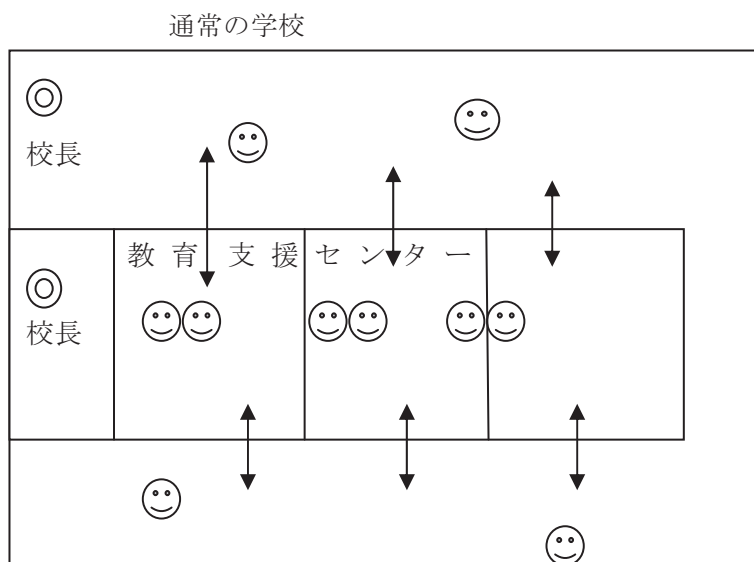 通常の学校
校長
教育支援センター
校長